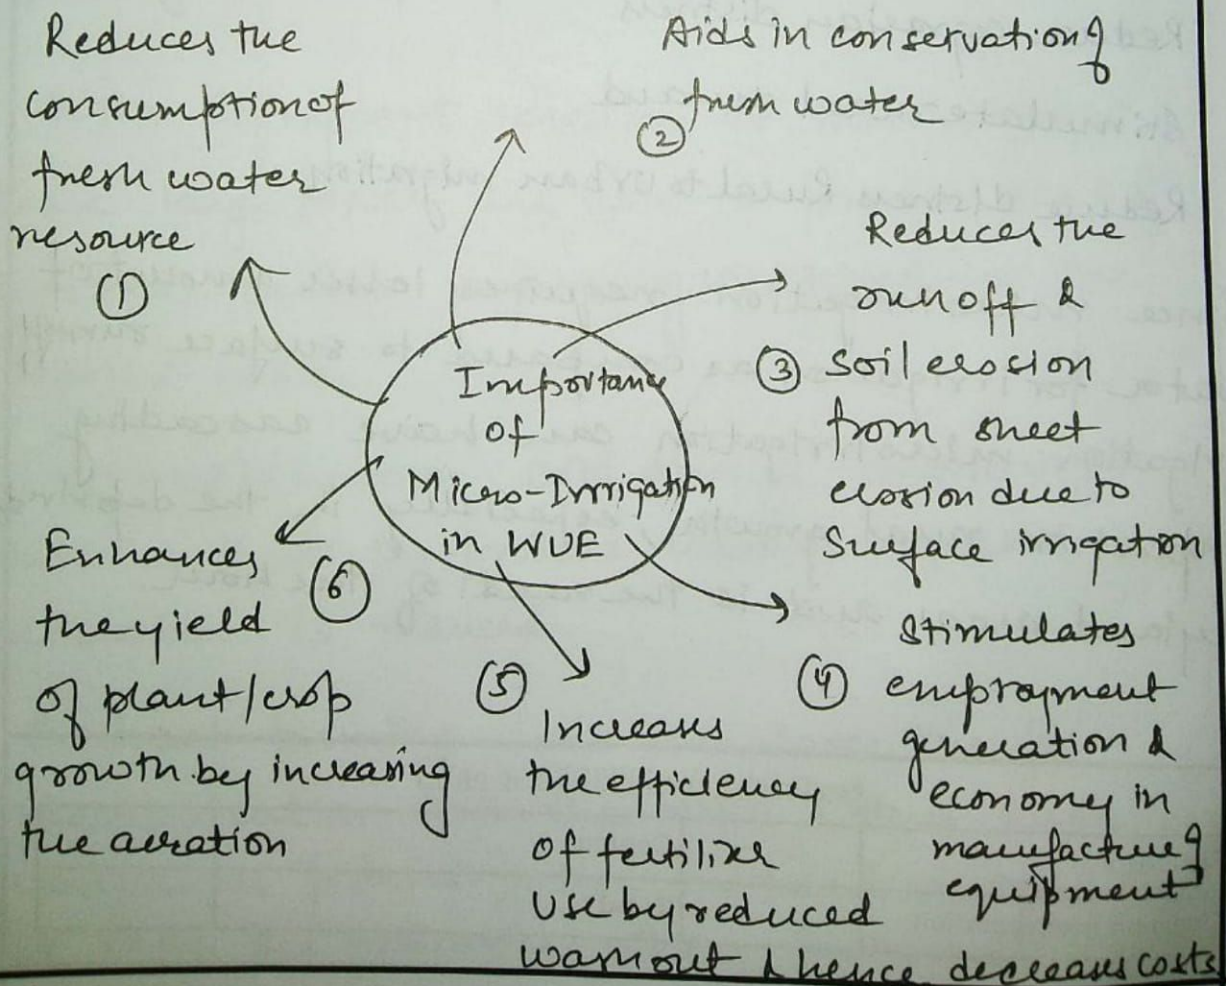 Reduces the
consumption of
fresh water
resource
①
Aids in conservation of
fresh water
②
Reduces the
run off &
③ Soil erosion
from sheet
erosion due to
Surface irrigation
Importance
of
Micro-Irrigation
in WUE
Stimulates
④ employment
generation &
economy in
manufacturing
equipment
⑤
Increases
the efficiency
of fertilizer
use by reduced
washout & hence decreases costs
Enhances
⑥
the yield
of plant/crop
growth by increasing
the aeration